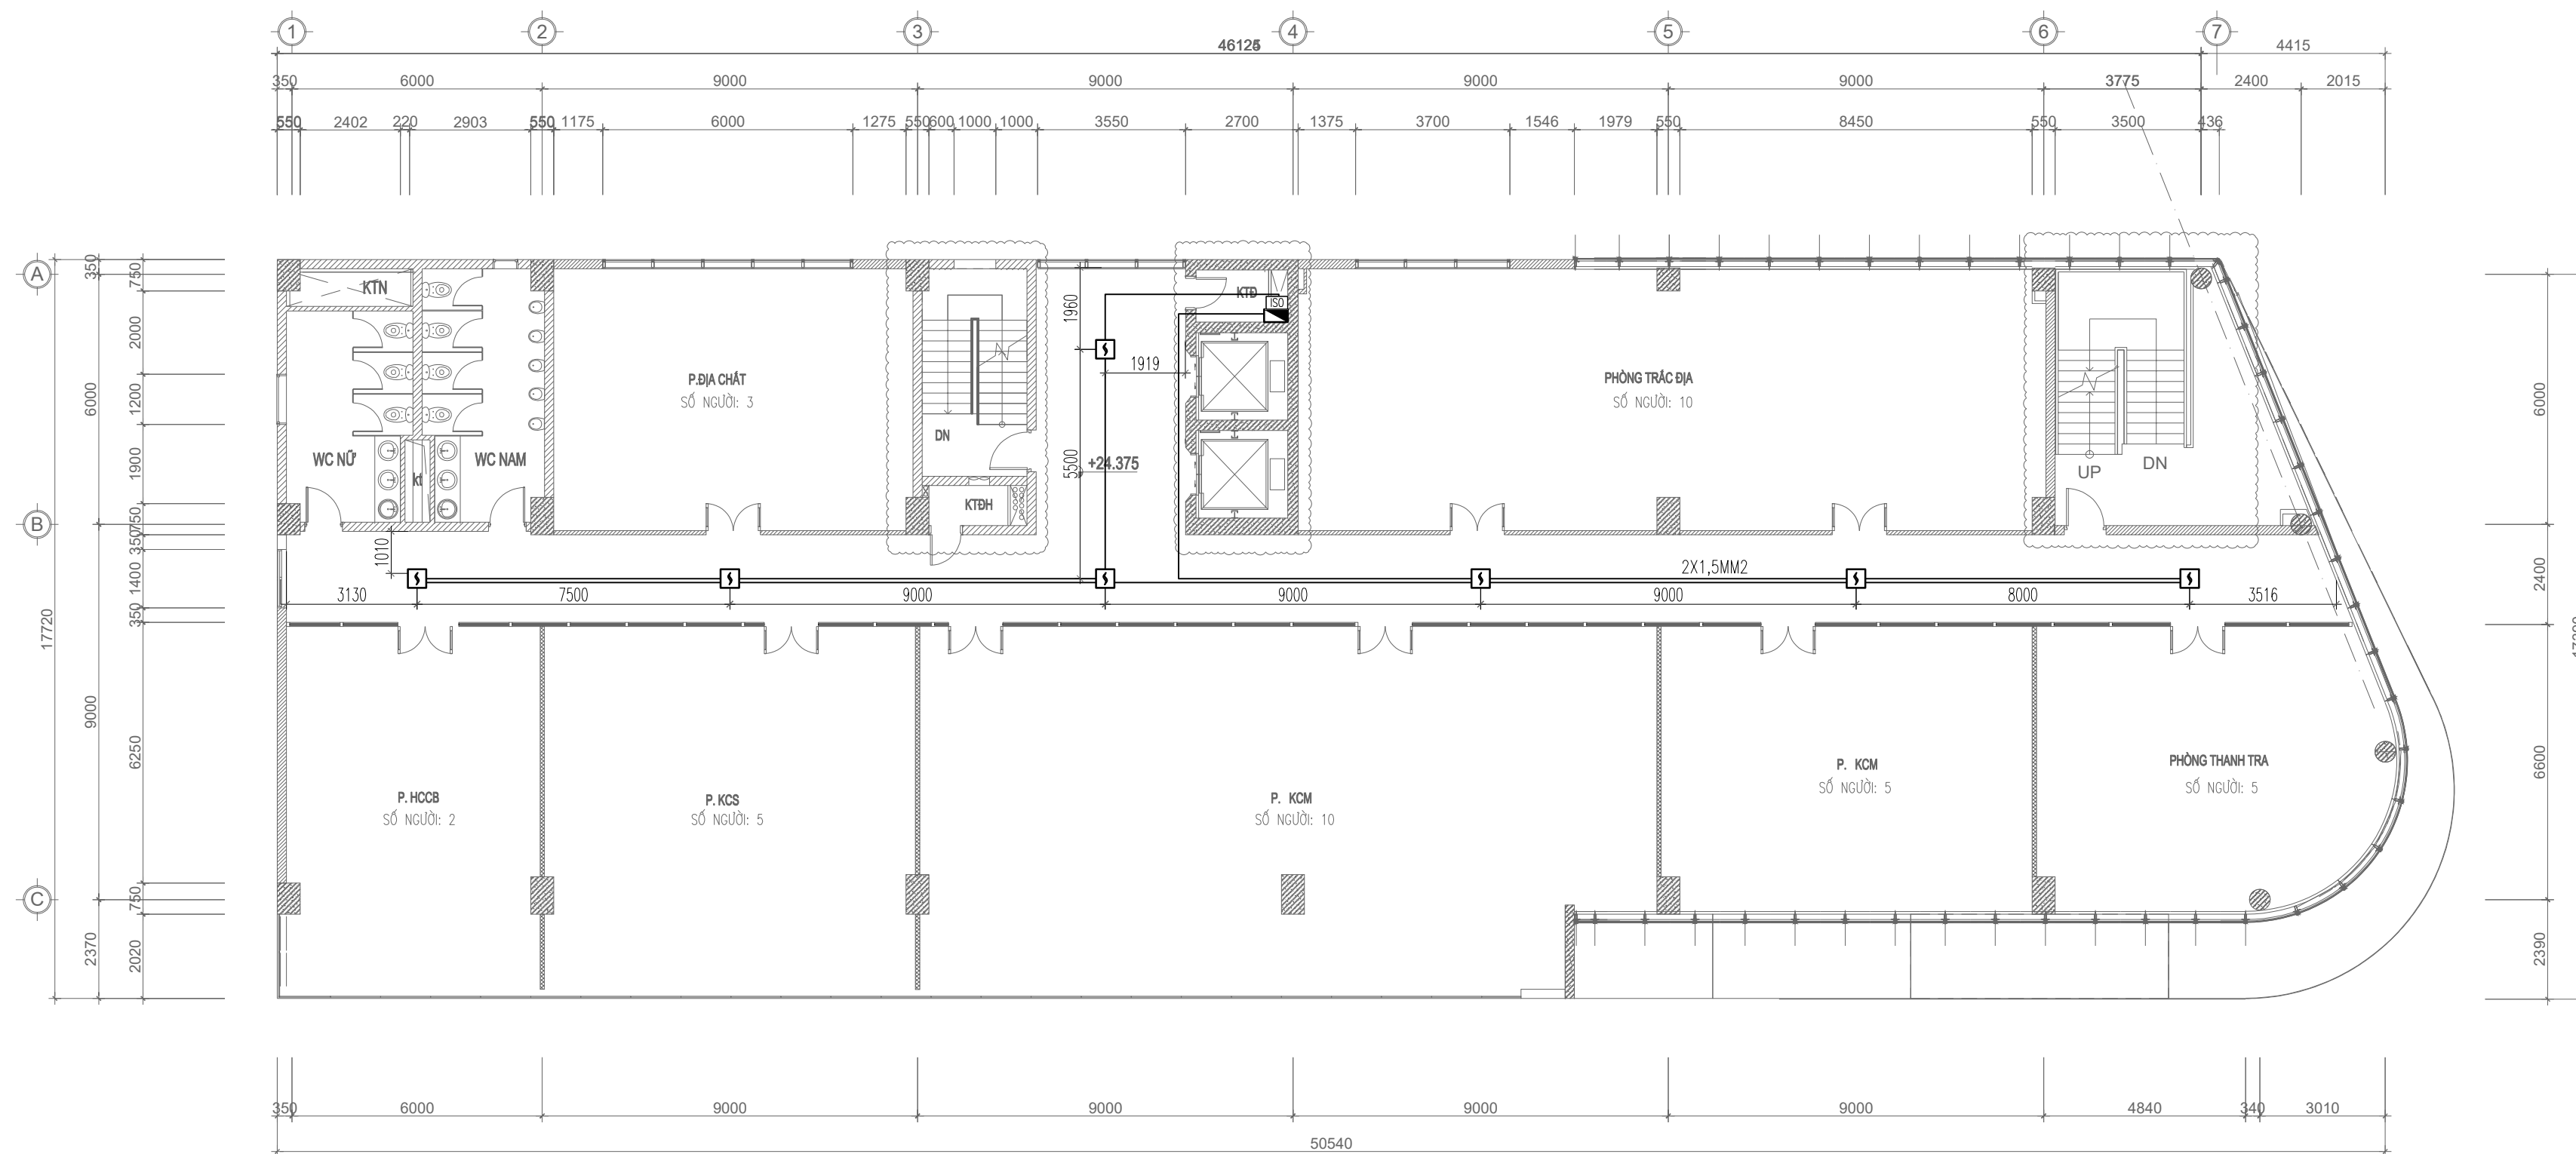 1 2 3 4 5 6 7
4415
350 6000 9000 9000 9000 9000 3775 2400 2015
550 2402 220 2903 550 1175 6000 1275 550 600 1000 1000 3550 2700 1375 3700 1546 1979 550 8450 550 3500 436
A
350
750
KTN
KTĐ
ISO
1960
2000
1919
6000
1200
6000
P.ĐỊA CHẤT
SỐ NGƯỜI: 3
PHÒNG TRẮC ĐỊA
SỐ NGƯỜI: 10
DN
WC NỮ
WC NAM
kt
1900
5500
+24.375
UP
DN
KTĐH
B
750
350
1010
1400
2400
2X1,5MM2
3130 7500 9000 9000 9000 8000 3516
350
17720
9000
6250
6600
P. HCCB
SỐ NGƯỜI: 2
P. KCS
SỐ NGƯỜI: 5
P. KCM
SỐ NGƯỜI: 10
P. KCM
SỐ NGƯỜI: 5
PHÒNG THANH TRA
SỐ NGƯỜI: 5
C
750
2370
2020
2390
350 6000 9000 9000 9000 9000 4840 340 3010
50540